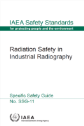 IAEA Safety Standards
for protecting people and the environment
Radiation Safety in
Industrial Radiography
Specific Safety Guide
No. SSG-11